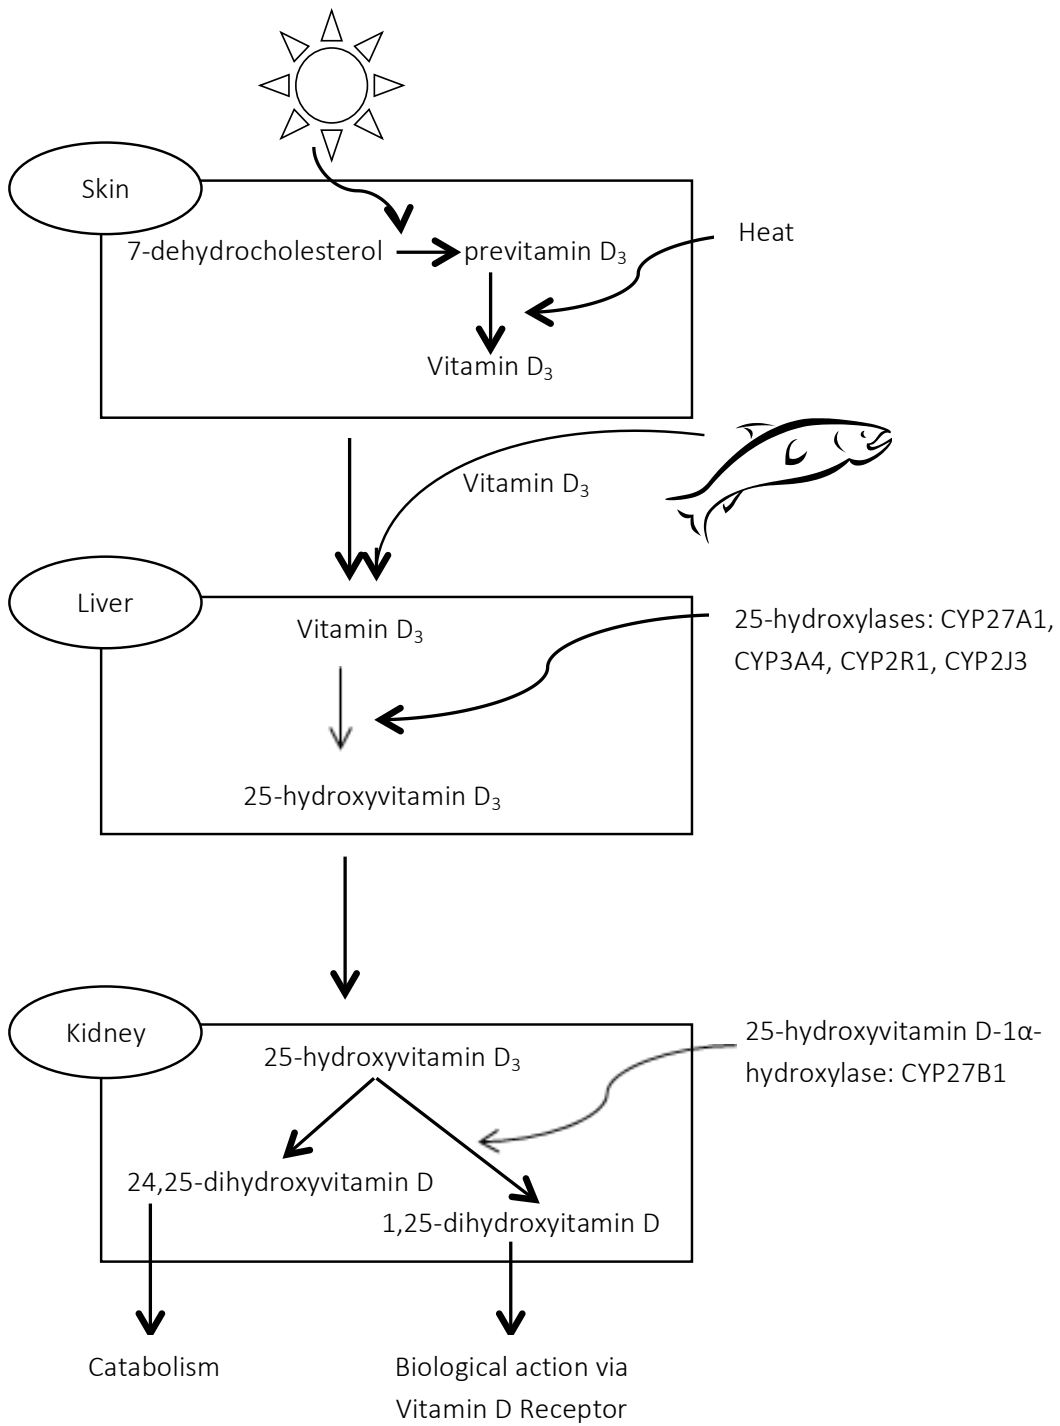 Skin
Heat
7-dehydrocholesterol
previtamin D₃
Vitamin D₃
Vitamin D₃
Liver
Vitamin D₃
25-hydroxylases: CYP27A1,
CYP3A4, CYP2R1, CYP2J3
25-hydroxyvitamin D₃
Kidney
25-hydroxyvitamin D₃
25-hydroxyvitamin D-1α-
hydroxylase: CYP27B1
24,25-dihydroxyvitamin D
1,25-dihydroxyitamin D
Catabolism
Biological action via
Vitamin D Receptor